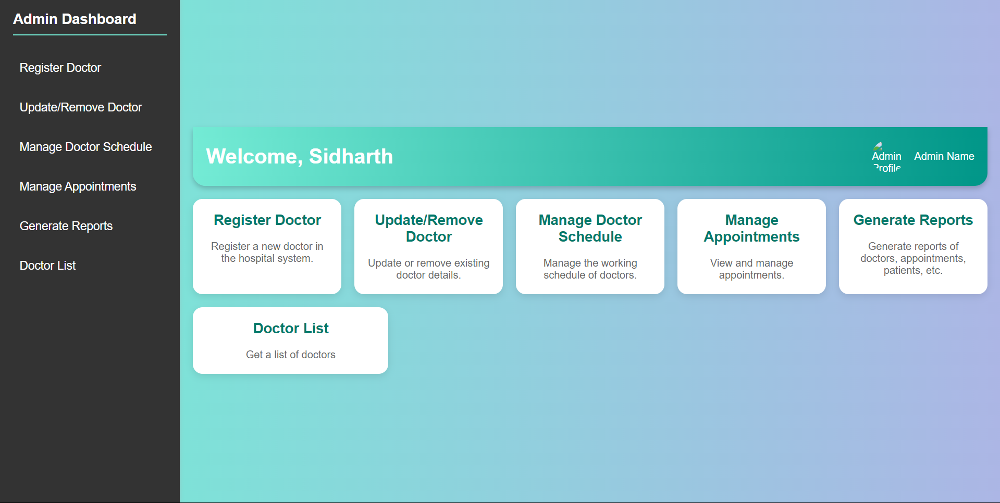 Admin Dashboard
Register Doctor
Update/Remove Doctor
Manage Doctor Schedule
Manage Appointments
Generate Reports
Doctor List
Welcome, Sidharth
Admin
Profile
Admin Name
Register Doctor
Register a new doctor in
the hospital system.
Update/Remove
Doctor
Update or remove existing
doctor details.
Manage Doctor
Schedule
Manage the working
schedule of doctors.
Manage
Appointments
View and manage
appointments.
Generate Reports
Generate reports of
doctors, appointments,
patients, etc.
Doctor List
Get a list of doctors